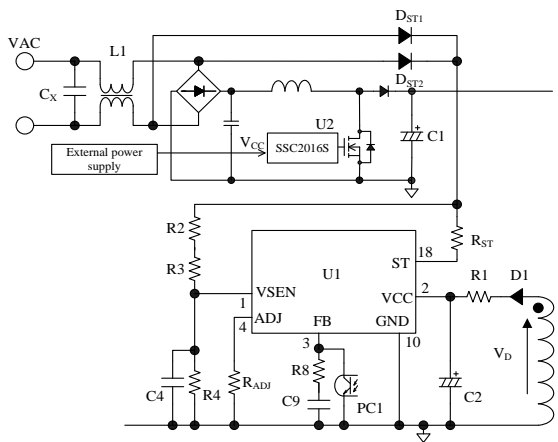 DST1
VAC
L1
DST2
CX
U2
C1
VCC
SSC2016S
External power
supply
R2
RST
R3
18
ST
U1
R1
D1
VSEN
1
2
VCC
ADJ
4
FB
GND
3
10
VD
R8
RADJ
C4
R4
C9
PC1
C2